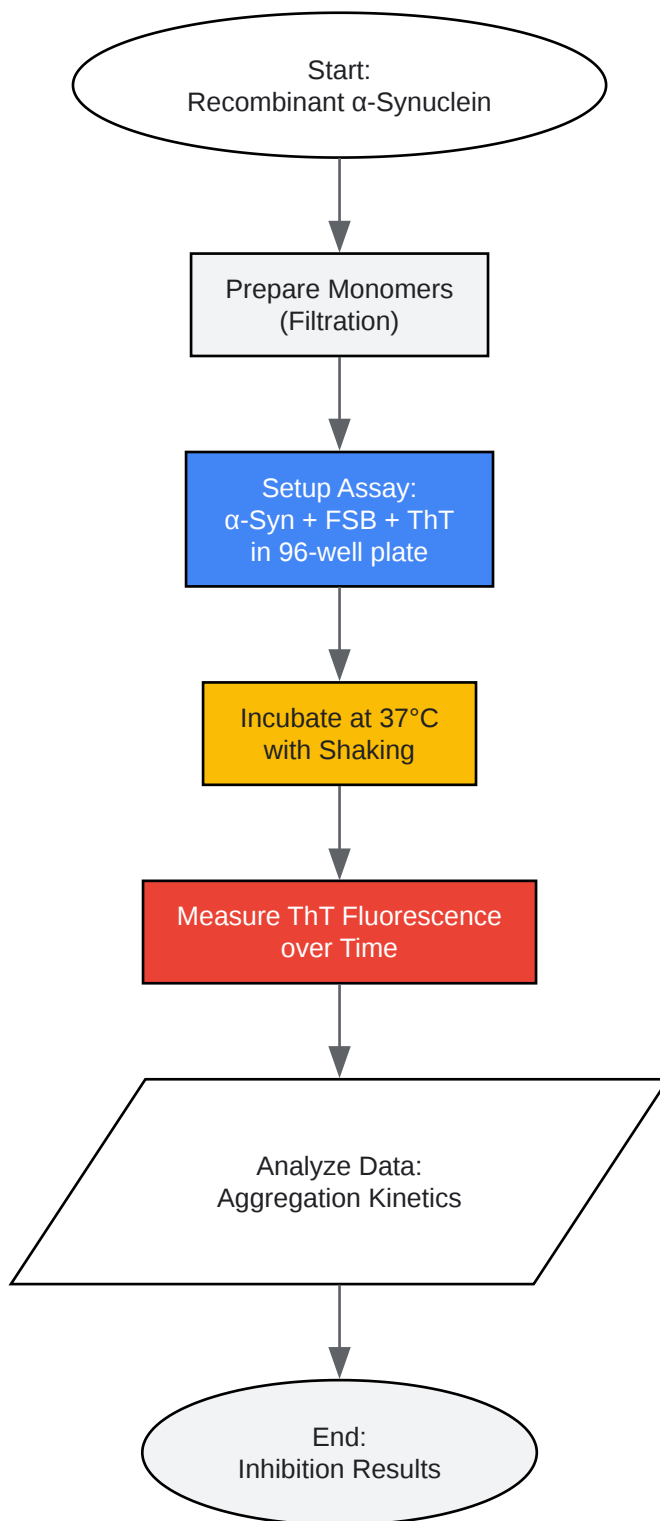 Start:
Recombinant α-Synuclein
Prepare Monomers
(Filtration)
Setup Assay:
α-Syn + FSB + ThT
in 96-well plate
Incubate at 37°C
with Shaking
Measure ThT Fluorescence
over Time
Analyze Data:
Aggregation Kinetics
End:
Inhibition Results